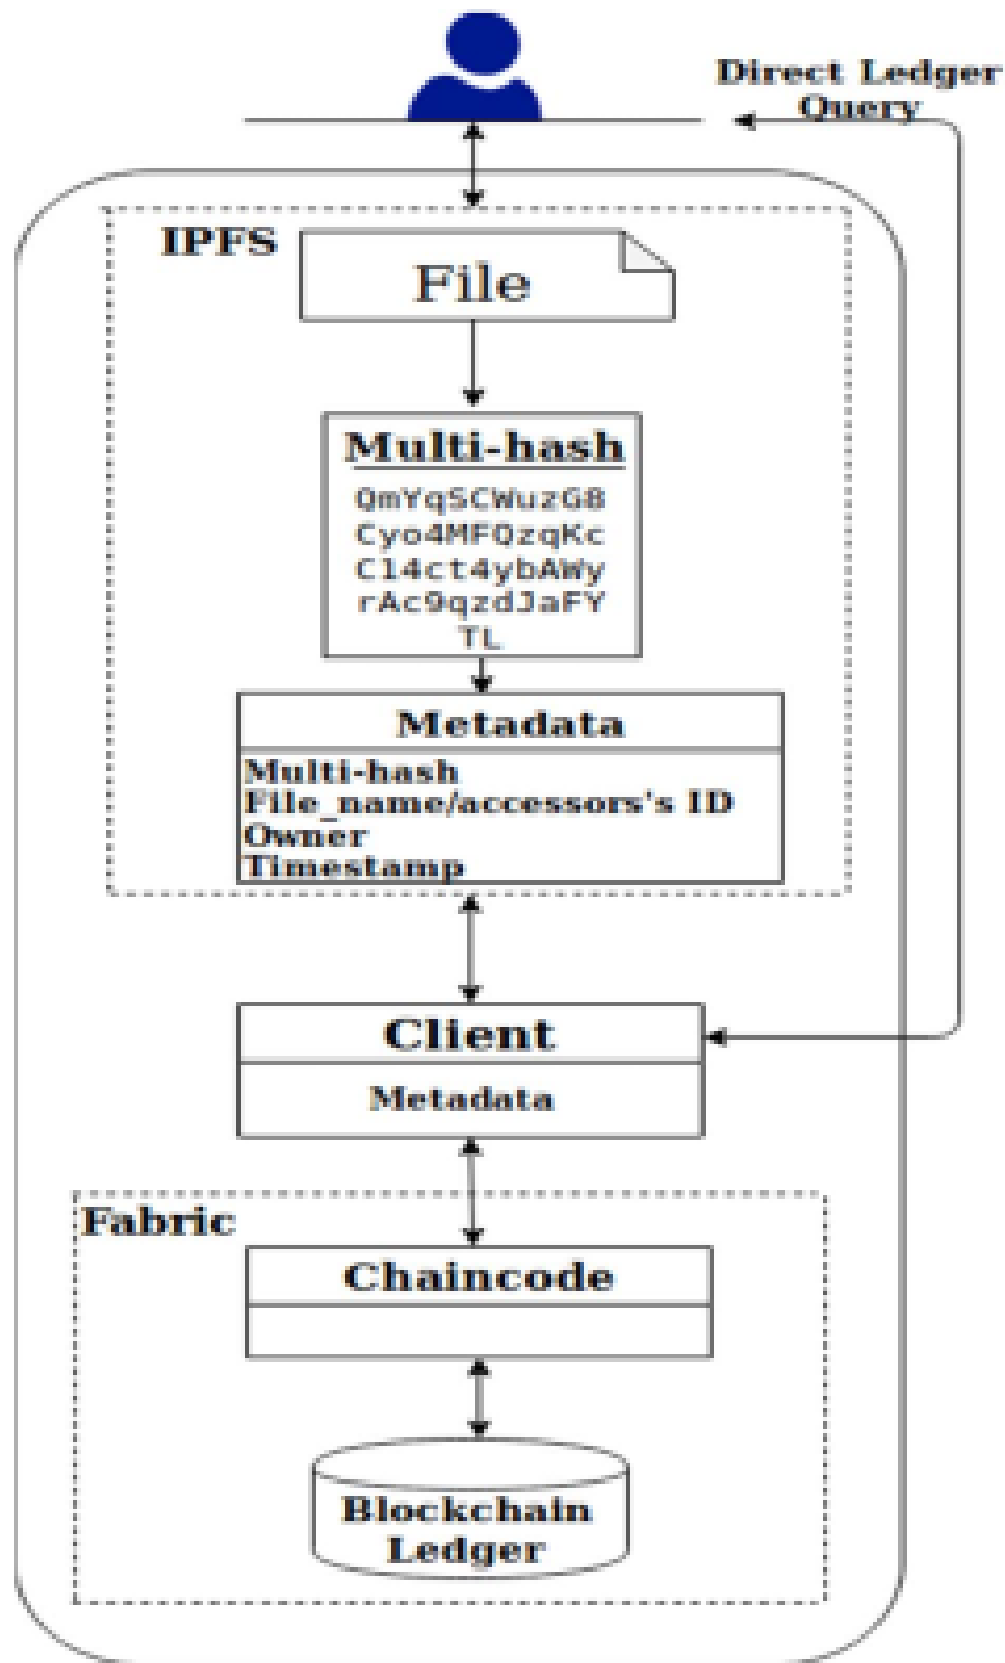 Direct Ledger
Query
IPFS
File
Multi-hash
QmYqSCWuzG8
Cyo4MFQzqKc
Cl4ct4ybAWy
rAc9qzdJaFY
TL
Metadata
Multi-hash
File_name/accessors's ID
Owner
Timestamp
Client
Metadata
Fabric
Chaincode
Blockchain
Ledger